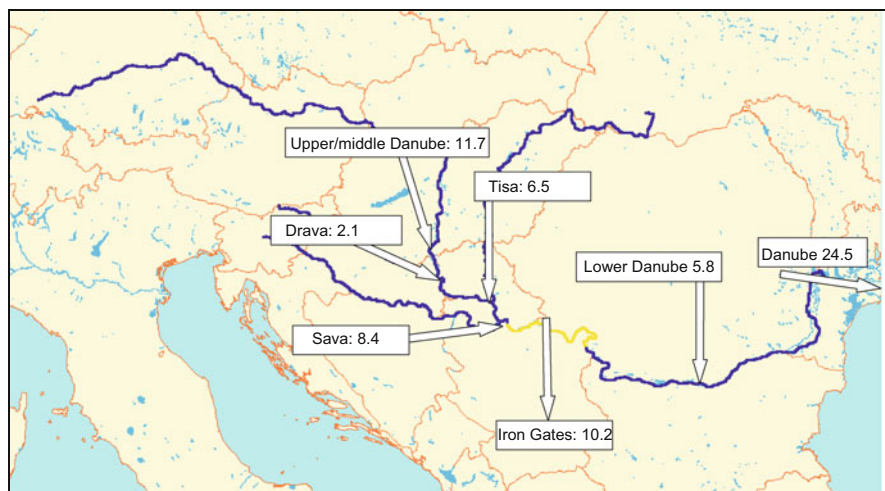 Upper/middle Danube: 11.7
Tisa: 6.5
Drava: 2.1
Danube 24.5
Lower Danube 5.8
Sava: 8.4
Iron Gates: 10.2